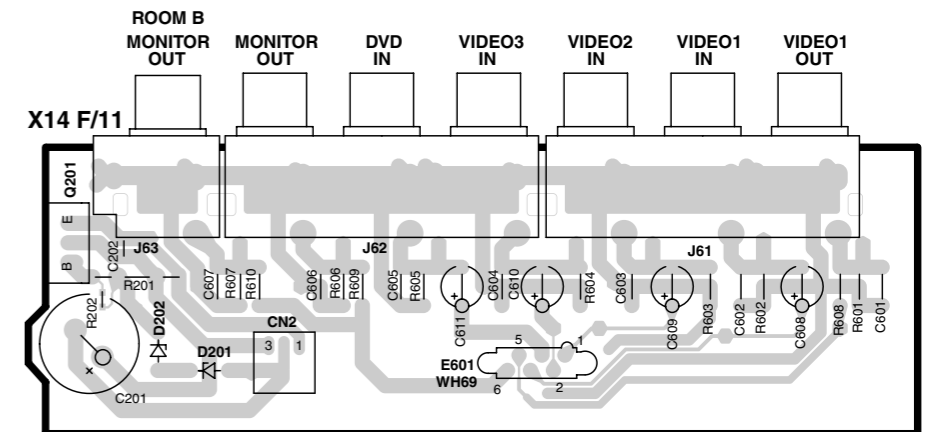 ROOM B
MONITOR
OUT
MONITOR
OUT
DVD
IN
VIDEO3
IN
VIDEO2
IN
VIDEO1
IN
VIDEO1
OUT
X14 F/11
Q201
E
B
J63
J62
J61
C202
R201
R202
D202
D201
C201
CN2
3
1
C607
R607
R610
C606
R606
R609
C605
R605
C611
C604
C610
R604
C603
C609
R603
C602
R602
C608
R608
R601
C601
+
+
+
+
×
E601
WH69
5
1
6
2